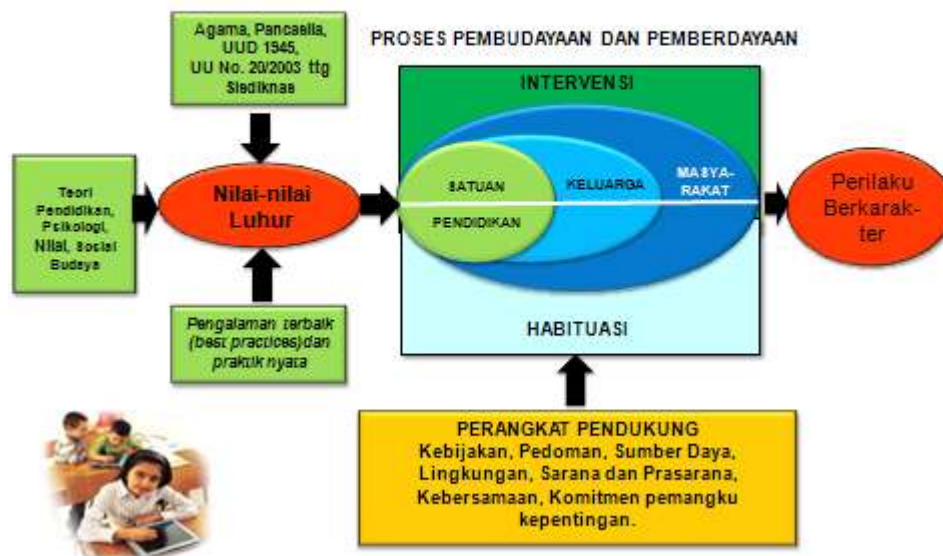 Agama, Pancasila,
UUD 1945,
UU No. 20/2003 ttg
Sisdiknas
PROSES PEMBUDAYAAN DAN PEMBERDAYAAN
INTERVENSI
Teori
Pendidikan,
Psikologi,
Nilai, Sosial
Budaya
Nilai-nilai
Luhur
SATUAN
PENDIDIKAN
KELUARGA
MASYA-
RAKAT
Perilaku
Berkarak-
ter
Pengalaman terbaik
(best practices)dan
praktik nyata
HABITUASI
PERANGKAT PENDUKUNG
Kebijakan, Pedoman, Sumber Daya,
Lingkungan, Sarana dan Prasarana,
Kebersamaan, Komitmen pemangku
kepentingan.